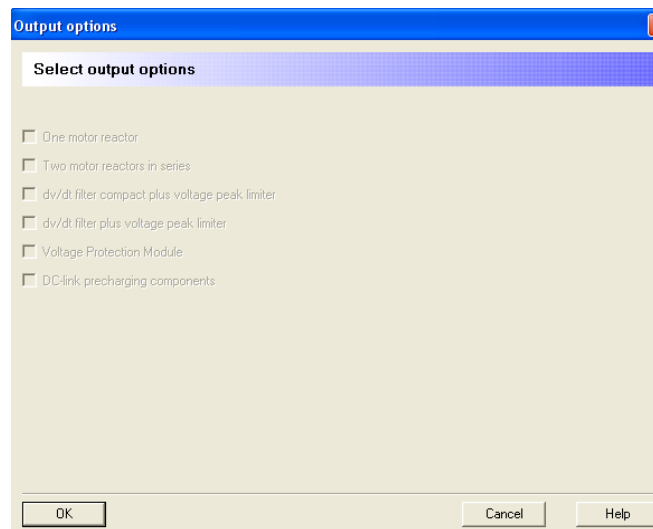 Output options
Select output options
One motor reactor
Two motor reactors in series
dv/dt filter compact plus voltage peak limiter
dv/dt filter plus voltage peak limiter
Voltage Protection Module
DC-link precharging components
OK
Cancel
Help